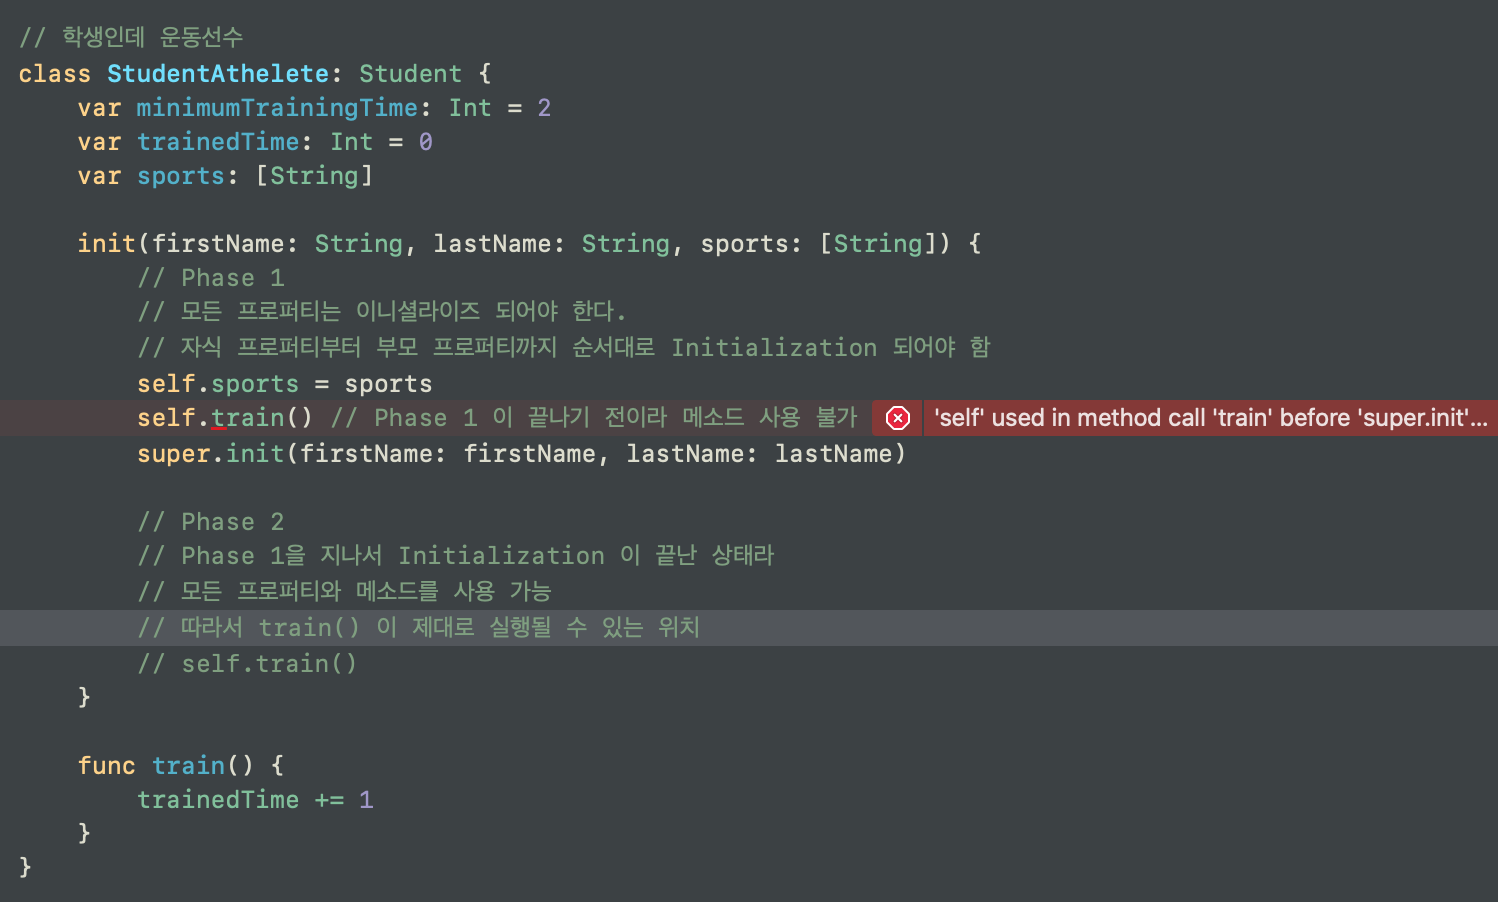 // 학생인데 운동선수
class StudentAthelete: Student {
var minimumTrainingTime: Int = 2
var trainedTime: Int = 0
var sports: [String]
init(firstName: String, lastName: String, sports: [String]) {
// Phase 1
// 모든 프로퍼티는 이니셜라이즈 되어야 한다.
// 자식 프로퍼티부터 부모 프로퍼티까지 순서대로 Initialization 되어야 함
self.sports = sports
self.train() // Phase 1 이 끝나기 전이라 메소드 사용 불가 'self' used in method call 'train' before 'super.init'...
super.init(firstName: firstName, lastName: lastName)
// Phase 2
// Phase 1을 지나서 Initialization 이 끝난 상태라
// 모든 프로퍼티와 메소드를 사용 가능
// 따라서 train() 이 제대로 실행될 수 있는 위치
// self.train()
}
func train() {
trainedTime += 1
}
}